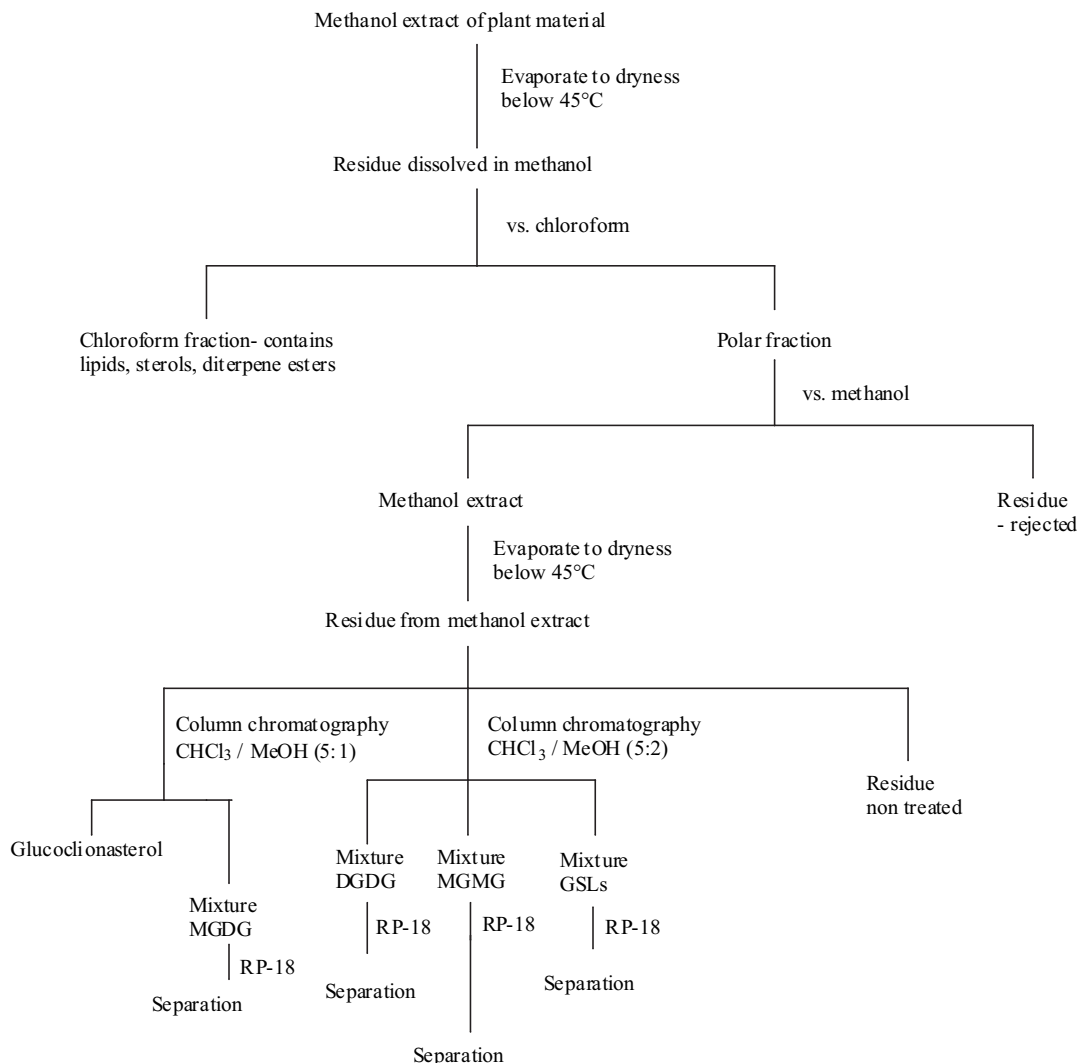 Methanol extract of plant material
Evaporate to dryness
below 45°C
Residue dissolved in methanol
vs. chloroform
Chloroform fraction- contains
lipids, sterols, diterpene esters
Polar fraction
vs. methanol
Methanol extract
Residue
- rejected
Evaporate to dryness
below 45°C
Residue from methanol extract
Column chromatography
CHCl₃ / MeOH (5:1)
Column chromatography
CHCl₃ / MeOH (5:2)
Residue
non treated
Glucoclionasterol
Mixture
DGDG
Mixture
MGMG
Mixture
GSLs
Mixture
MGDG
RP-18
RP-18
RP-18
RP-18
Separation
Separation
Separation
Separation